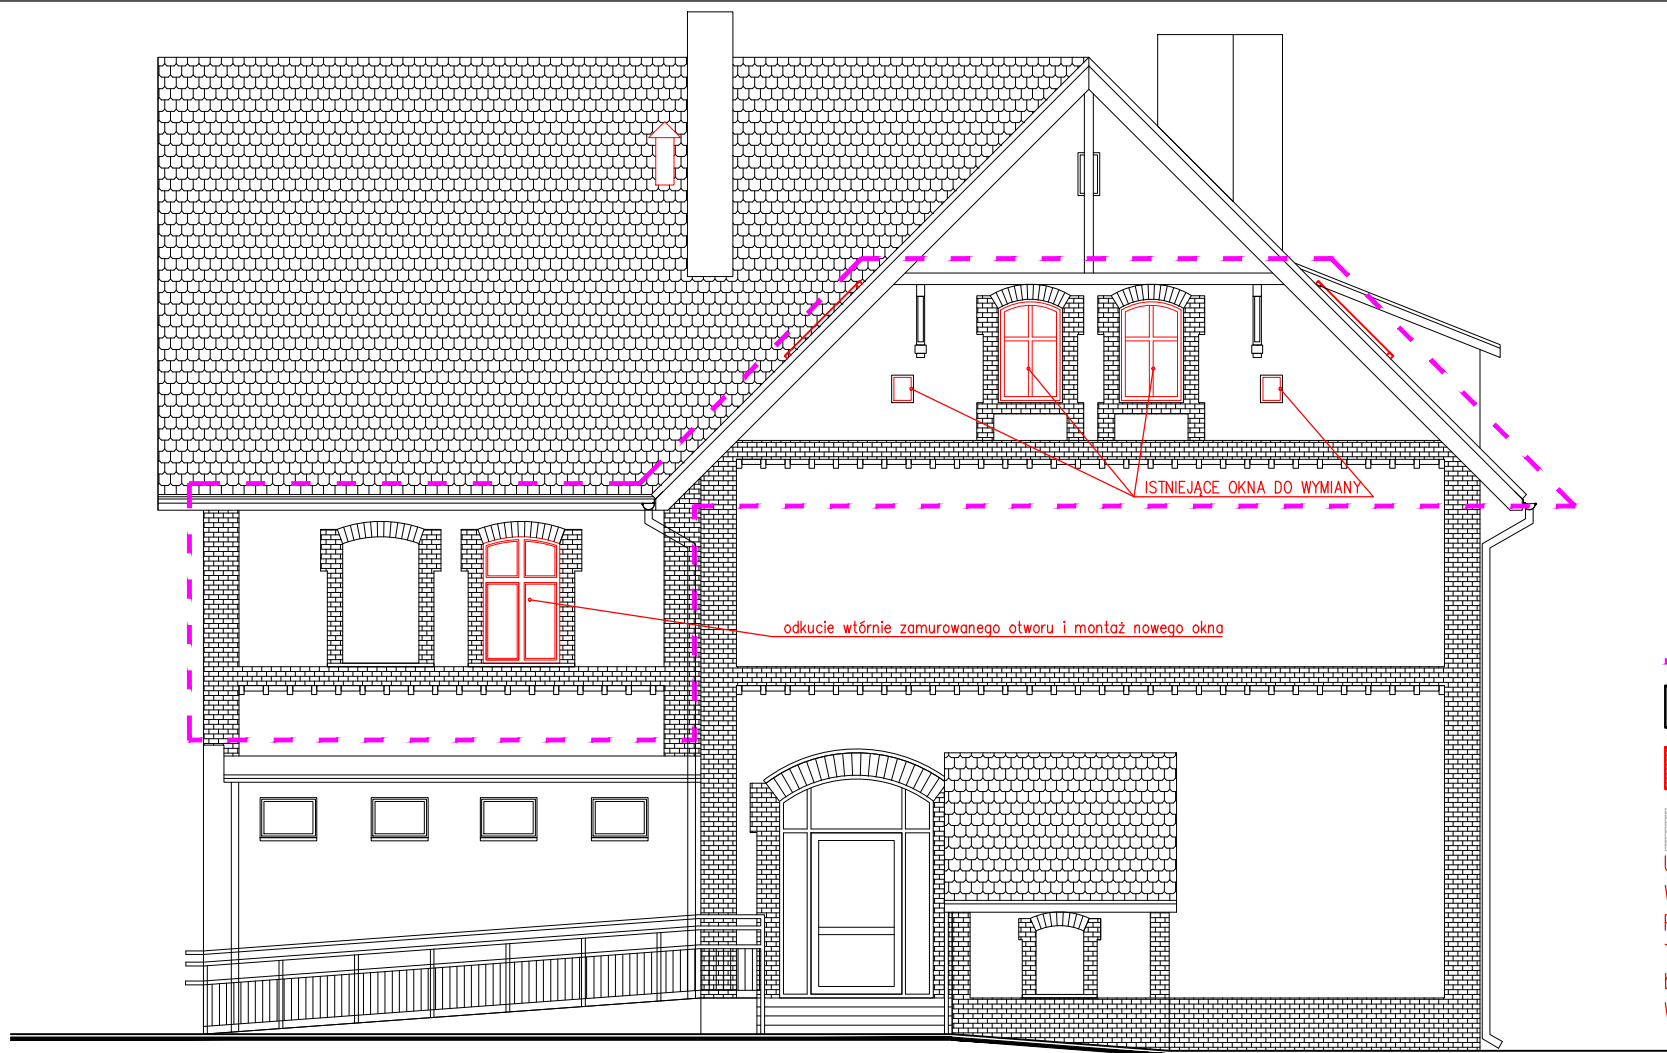 ISTNIEJĄCE OKNA DO WYMIANY
odkucie wtórnie zamurowanego otworu i montaż nowego okna